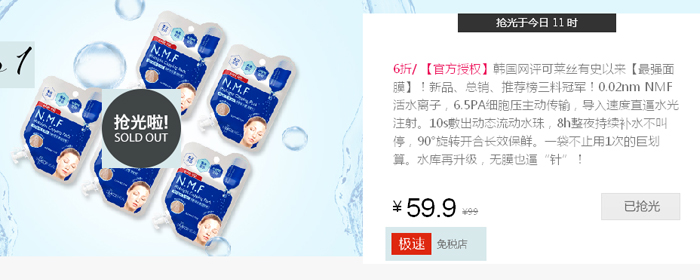 抢光于今日 11 时
1
N.M.F
N.M.F
N.M.F
N.M.F
N.M.F
抢光啦!
SOLD OUT
6折/ 【官方授权】韩国网评可莱丝有史以来【最强面
膜】！新品、总销、推荐榜三料冠军！0.02nm NMF
活水离子，6.5PA细胞压主动传输，导入速度直逼水光
注射。10s敷出动态流动水珠，8h整夜持续补水不叫
停，90°旋转开合长效保鲜。一袋不止用1次的巨划
算。水库再升级，无膜也逼“针”！
¥ 59.9 ¥99
已抢光
极速 免税店